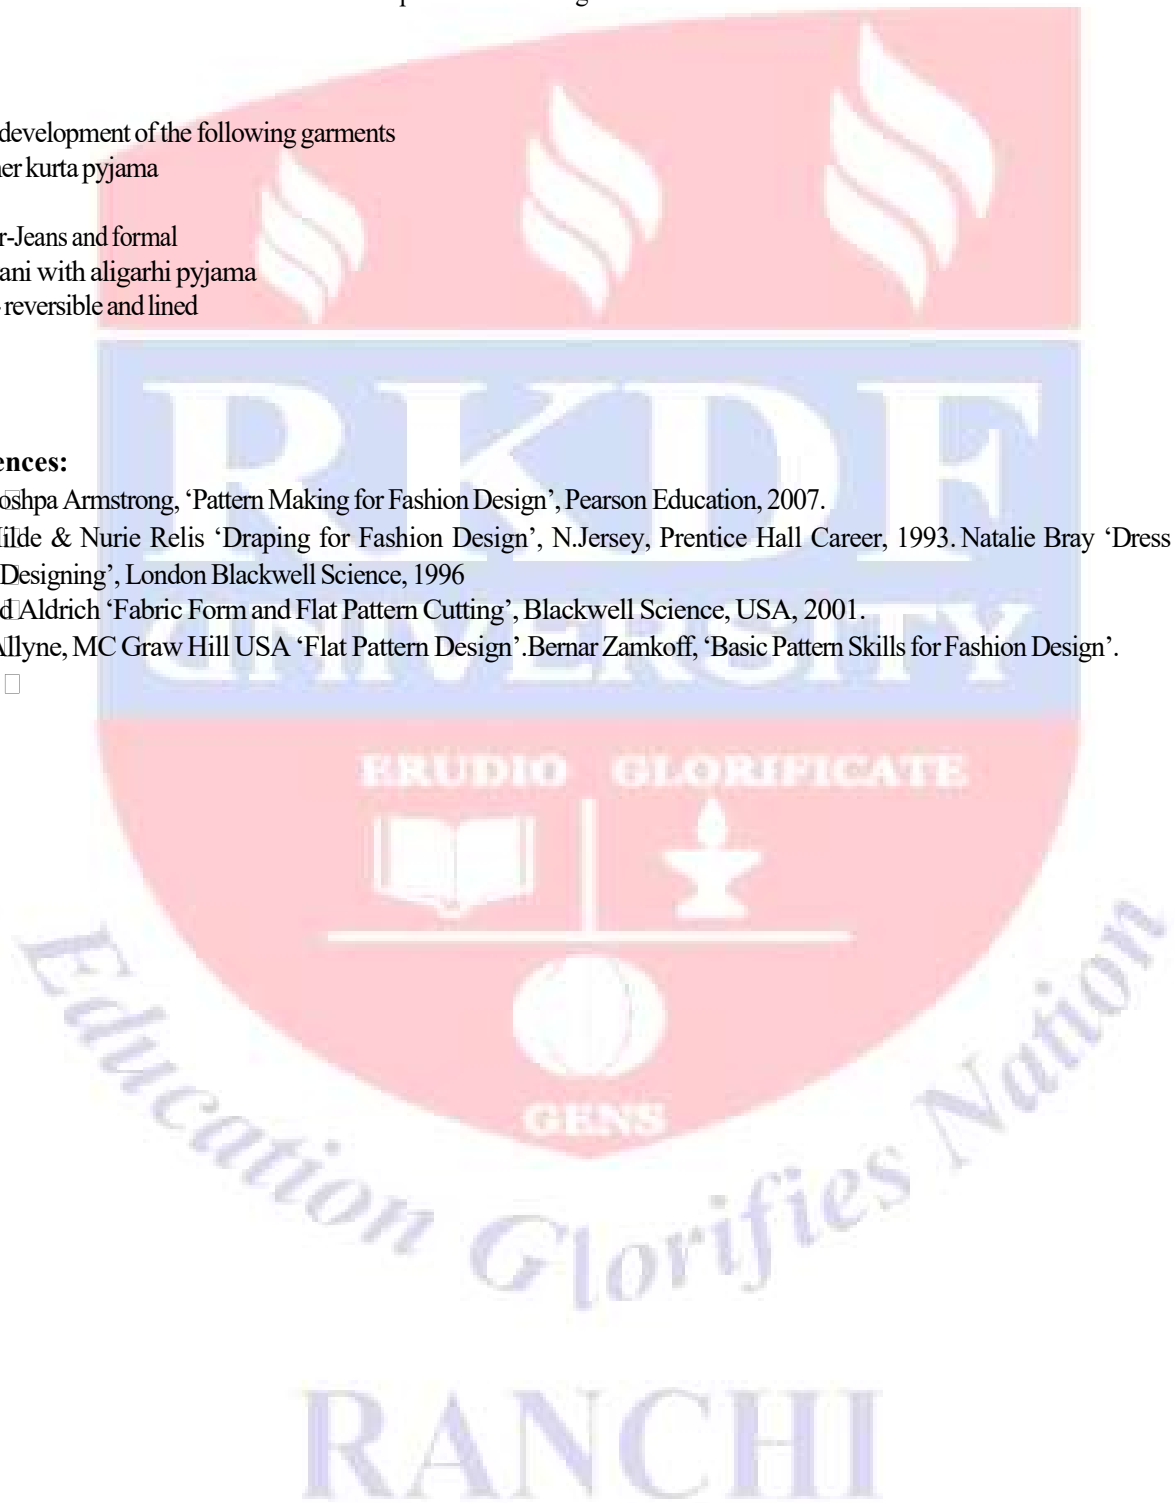 development of the following garments
er kurta pyjama
r-Jeans and formal
ani with aligarhi pyjama
reversible and lined
ences:
oshpa Armstrong, ‘Pattern Making for Fashion Design’, Pearson Education, 2007.
ilde & Nurie Relis ‘Draping for Fashion Design’, N.Jersey, Prentice Hall Career, 1993. Natalie Bray ‘Dress
Designing’, London Blackwell Science, 1996
d Aldrich ‘Fabric Form and Flat Pattern Cutting’, Blackwell Science, USA, 2001.
Allyne, MC Graw Hill USA ‘Flat Pattern Design’.Bernar Zamkoff, ‘Basic Pattern Skills for Fashion Design’.
RKDF
UNIVERSITY
ERUDIO GLORIFICATE
GENS
Education Glorifies Nation
RANCHI